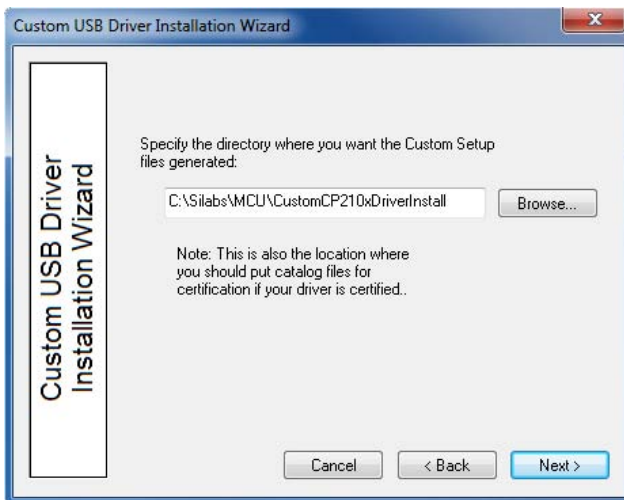 Custom USB Driver Installation Wizard
Custom USB Driver
Installation Wizard
Specify the directory where you want the Custom Setup
files generated:
C:\Silabs\MCU\CustomCP210xDriverInstall
Browse...
Note: This is also the location where
you should put catalog files for
certification if your driver is certified..
Cancel
< Back
Next >